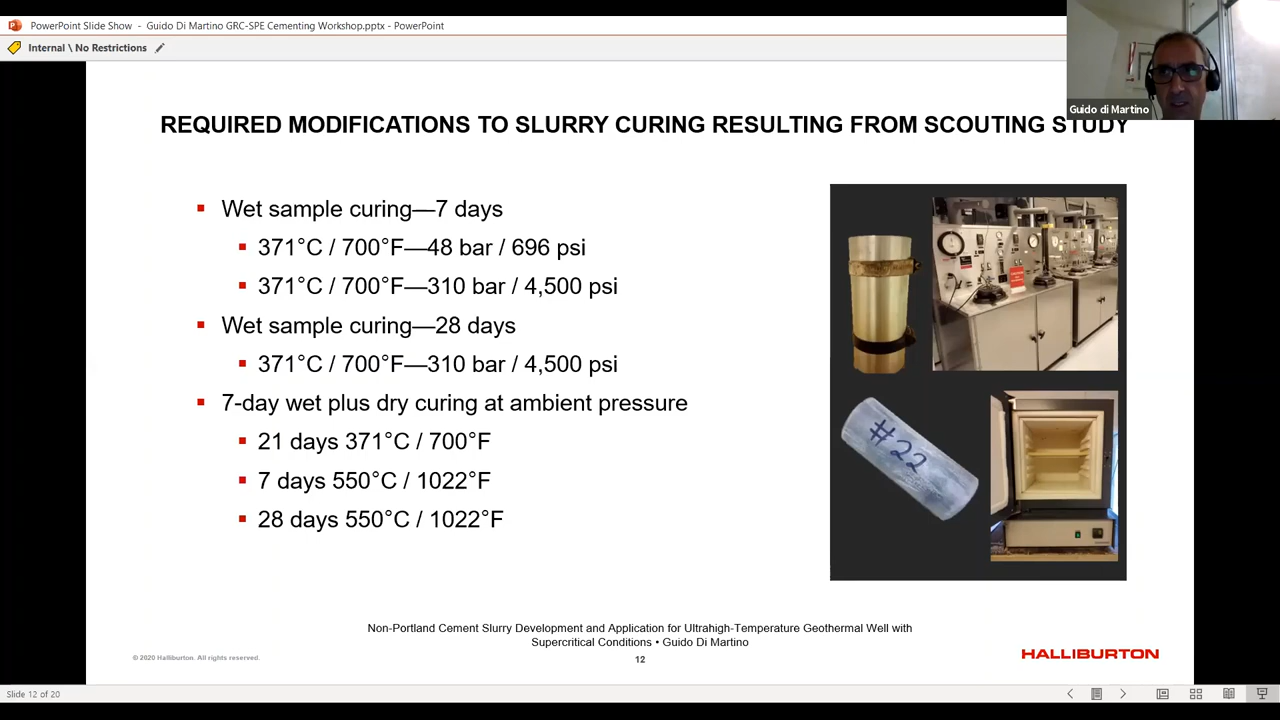 PowerPoint Slide Show - Guido Di Martino GRC-SPE Cementing Workshop.pptx - PowerPoint
Internal \ No Restrictions
Guido di Martino
REQUIRED MODIFICATIONS TO SLURRY CURING RESULTING FROM SCOUTING STUDY
Wet sample curing—7 days
371°C / 700°F—48 bar / 696 psi
371°C / 700°F—310 bar / 4,500 psi
Wet sample curing—28 days
371°C / 700°F—310 bar / 4,500 psi
7-day wet plus dry curing at ambient pressure
21 days 371°C / 700°F
7 days 550°C / 1022°F
28 days 550°C / 1022°F
#22
Non-Portland Cement Slurry Development and Application for Ultrahigh-Temperature Geothermal Well with
Supercritical Conditions • Guido Di Martino
© 2020 Halliburton. All rights reserved.
12
HALLIBURTON
Slide 12 of 20